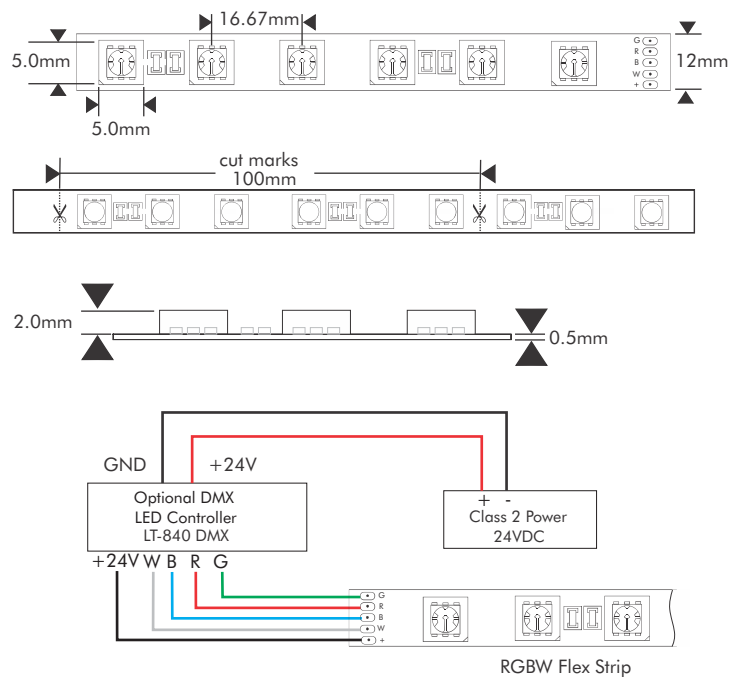 16.67mm
5.0mm
G
R
B
W
+
12mm
5.0mm
cut marks
100mm
2.0mm
0.5mm
GND
+24V
Optional DMX
LED Controller
LT-840 DMX
+ -
Class 2 Power
24VDC
+24V W B R G
G
R
B
W
+
RGBW Flex Strip